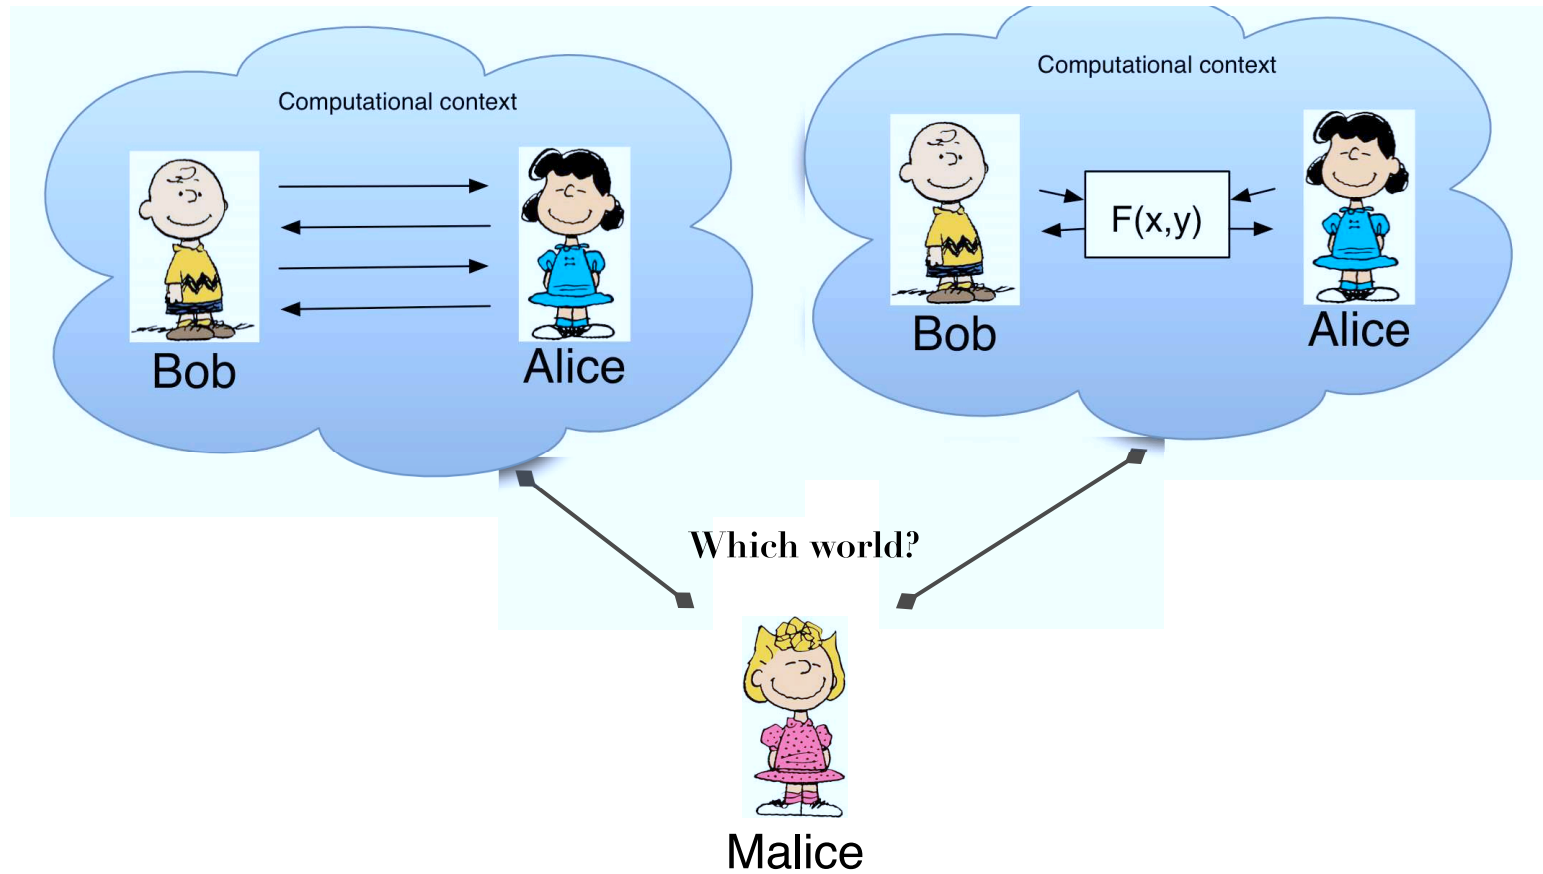 Computational context
Bob
Alice
Computational context
F(x,y)
Bob
Alice
Which world?
Malice